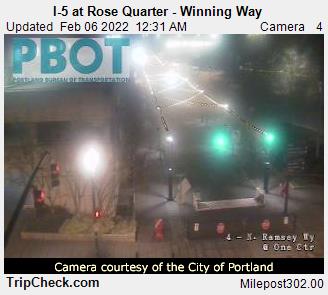 I-5 at Rose Quarter - Winning Way
Updated Feb 06 2022 12:31 AM Camera 4
PBOT
PORTLAND BUREAU OF TRANSPORTATION
4 - N. Ramsey Wy
@ One Ctr
Camera courtesy of the City of Portland
TripCheck.com Milepost302.00